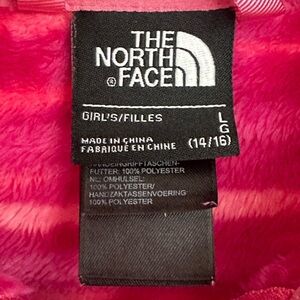 THE
NORTH
FACE
®
GIRL'S/FILLES
L
G
(14/16)
MADE IN CHINA
FABRIQUÉ EN CHINE
HANDEINGRIFFTASCHEN-
FUTTER: 100% POLYESTER
NL: OMHULSEL:
100% POLYESTER/
HANDZAKTASSENVOERING
100% POLYESTER